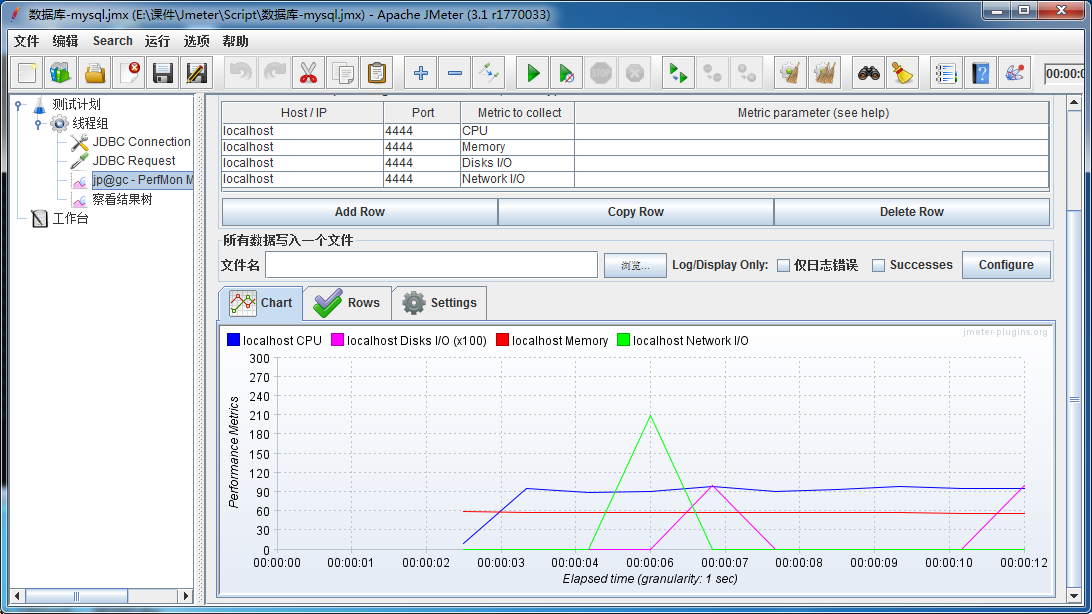 数据库-mysql.jmx (E:\课件\Jmeter\Script\数据库-mysql.jmx) - Apache JMeter (3.1 r1770033)
文件 编辑 Search 运行 选项 帮助
STOP
00:00:0
测试计划
线程组
JDBC Connection
JDBC Request
jp@gc - PerfMon M
察看结果树
工作台
Host / IP Port Metric to collect Metric parameter (see help)
localhost 4444 CPU
localhost 4444 Memory
localhost 4444 Disks I/O
localhost 4444 Network I/O
Add Row Copy Row Delete Row
所有数据写入一个文件
文件名 浏览... Log/Display Only: 仅日志错误 Successes Configure
Chart Rows Settings
jmeter-plugins.org
localhost CPU localhost Disks I/O (x100) localhost Memory localhost Network I/O
Performance Metrics
300
270
240
210
180
150
120
90
60
30
0
00:00:00 00:00:01 00:00:02 00:00:03 00:00:04 00:00:06 00:00:07 00:00:08 00:00:09 00:00:10 00:00:12
Elapsed time (granularity: 1 sec)